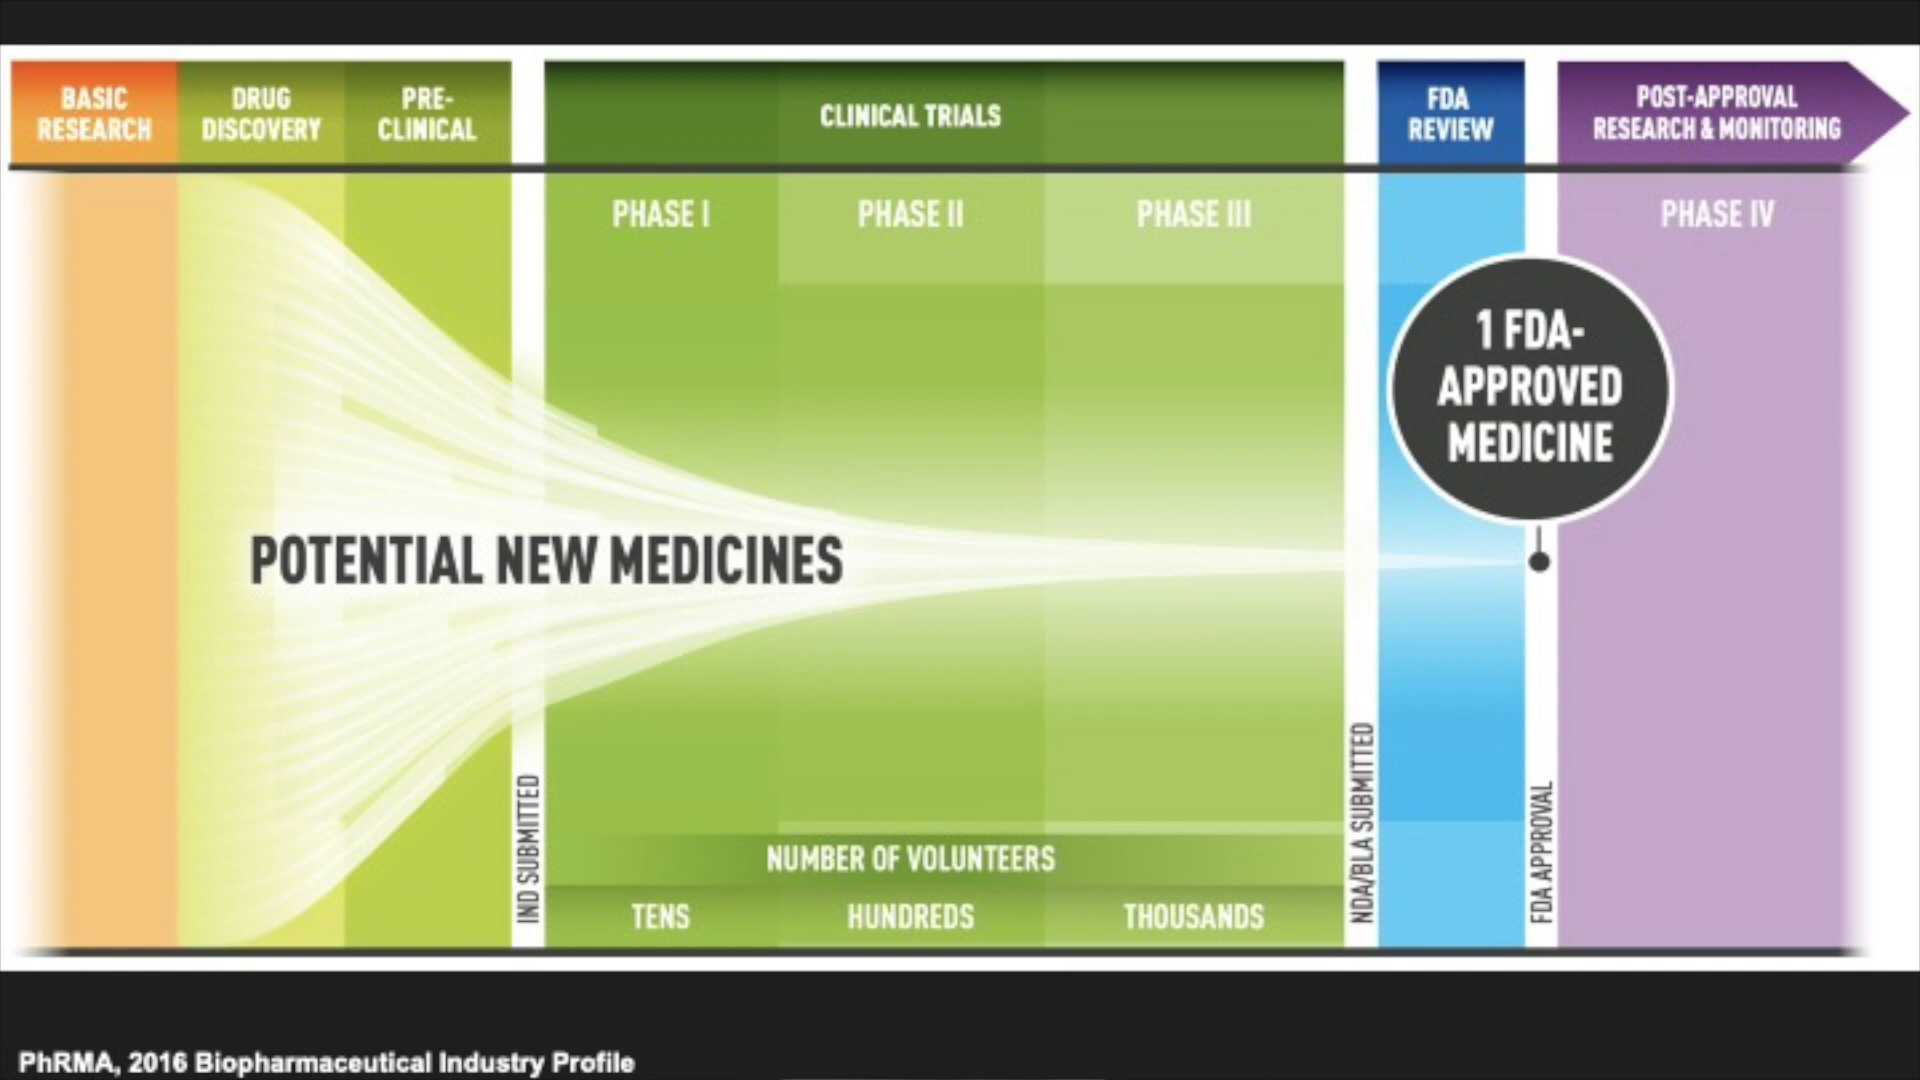 BASIC
RESEARCH
DRUG
DISCOVERY
PRE-
CLINICAL
CLINICAL TRIALS
FDA
REVIEW
POST-APPROVAL
RESEARCH & MONITORING
PHASE I
PHASE II
PHASE III
PHASE IV
1 FDA-
APPROVED
MEDICINE
POTENTIAL NEW MEDICINES
IND SUBMITTED
NDA/BLA SUBMITTED
FDA APPROVAL
NUMBER OF VOLUNTEERS
TENS
HUNDREDS
THOUSANDS
PhRMA, 2016 Biopharmaceutical Industry Profile